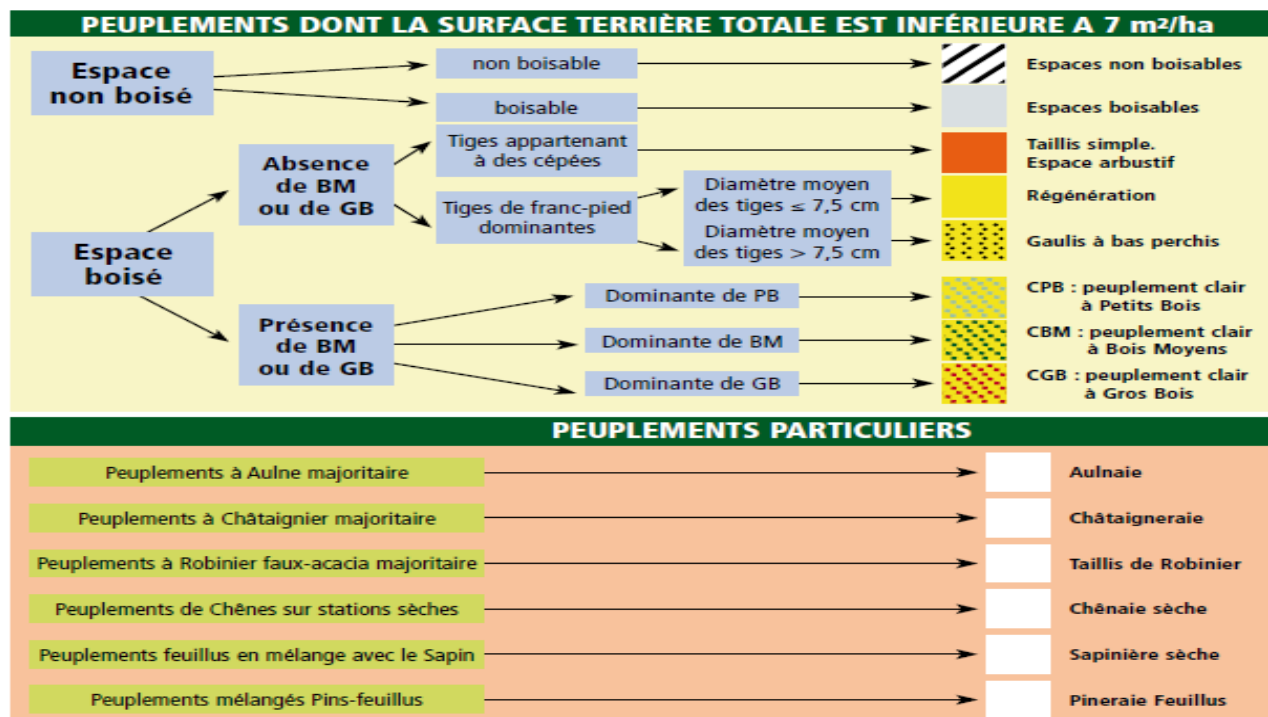 PEUPLEMENTS DONT LA SURFACE TERRIÈRE TOTALE EST INFÉRIEURE A 7 m²/ha
Espace
non boisé
non boisable
Espaces non boisables
boisable
Espaces boisables
Espace
boisé
Absence
de BM
ou de GB
Tiges appartenant
à des cépées
Taillis simple.
Espace arbustif
Tiges de franc-pied
dominantes
Diamètre moyen
des tiges ≤ 7,5 cm
Régénération
Diamètre moyen
des tiges > 7,5 cm
Gaulis à bas perchis
Présence
de BM
ou de GB
Dominante de PB
CPB : peuplement clair
à Petits Bois
Dominante de BM
CBM : peuplement clair
à Bois Moyens
Dominante de GB
CGB : peuplement clair
à Gros Bois
PEUPLEMENTS PARTICULIERS
Peuplements à Aulne majoritaire
Aulnaie
Peuplements à Châtaignier majoritaire
Châtaigneraie
Peuplements à Robinier faux-acacia majoritaire
Taillis de Robinier
Peuplements de Chênes sur stations sèches
Chênaie sèche
Peuplements feuillus en mélange avec le Sapin
Sapinière sèche
Peuplements mélangés Pins-feuillus
Pineraie Feuillus